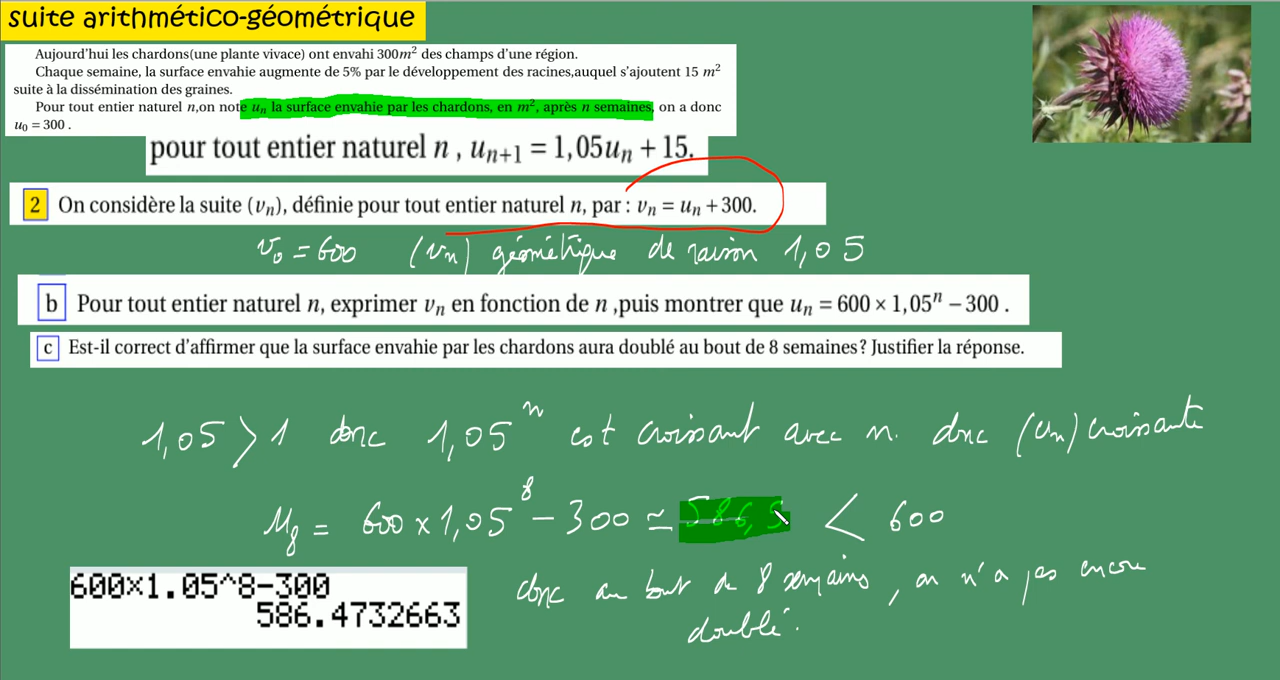 suite arithmético-géométrique
Aujourd'hui les chardons(une plante vivace) ont envahi 300m² des champs d'une région.
Chaque semaine, la surface envahie augmente de 5% par le développement des racines,auquel s'ajoutent 15 m²
suite à la dissémination des graines.
Pour tout entier naturel n,on note uₙ la surface envahie par les chardons, en m², après n semaines, on a donc
u₀ = 300 .
pour tout entier naturel n , uₙ₊₁ = 1,05uₙ + 15.
2 On considère la suite (vₙ), définie pour tout entier naturel n, par : vₙ = uₙ + 300.
v₀ = 600 (vₙ) géométrique de raison 1,05
b Pour tout entier naturel n, exprimer vₙ en fonction de n ,puis montrer que uₙ = 600 × 1,05ⁿ − 300 .
c Est-il correct d'affirmer que la surface envahie par les chardons aura doublé au bout de 8 semaines? Justifier la réponse.
1,05 > 1 donc 1,05ⁿ est croissant avec n. donc (uₙ) croissante
u₈ = 600 × 1,05⁸ − 300 ≃ 586,5 < 600
600×1.05^8-300
586.4732663
donc au bout de 8 semaines, on n'a pas encore
doublé.